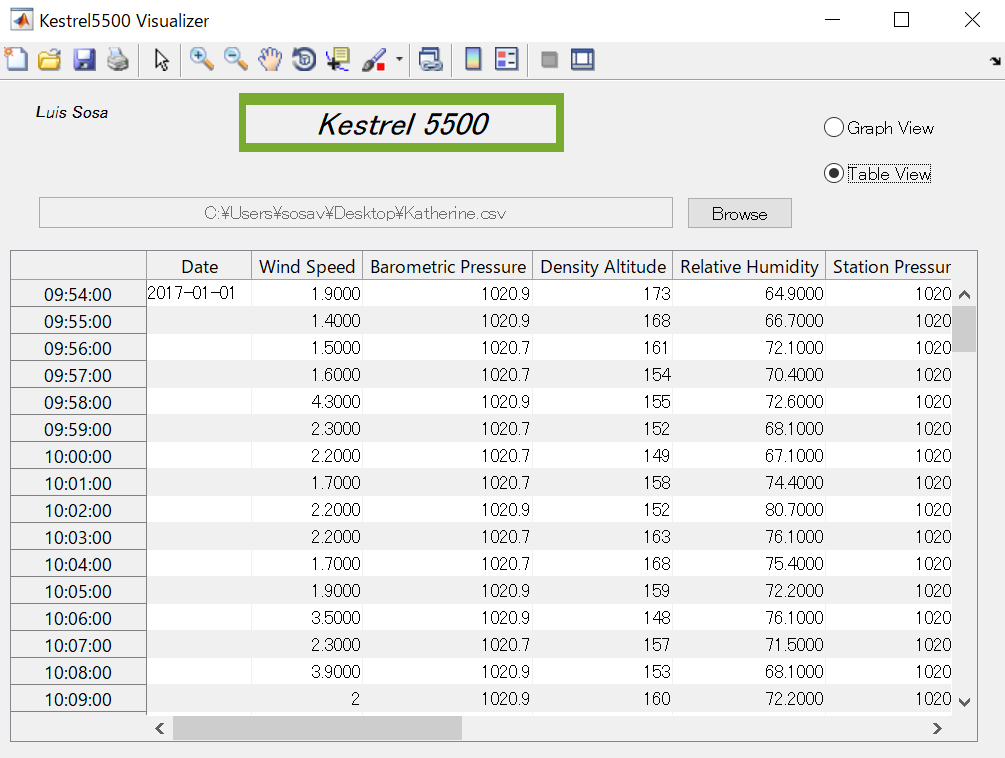 Kestrel5500 Visualizer
Luis Sosa
Kestrel 5500
Graph View
Table View
C:¥Users¥sosav¥Desktop¥Katherine.csv
Browse
Date Wind Speed Barometric Pressure Density Altitude Relative Humidity Station Pressur
09:54:00 2017-01-01 1.9000 1020.9 173 64.9000 1020
09:55:00 1.4000 1020.9 168 66.7000 1020
09:56:00 1.5000 1020.7 161 72.1000 1020
09:57:00 1.6000 1020.7 154 70.4000 1020
09:58:00 4.3000 1020.9 155 72.6000 1020
09:59:00 2.3000 1020.7 152 68.1000 1020
10:00:00 2.2000 1020.7 149 67.1000 1020
10:01:00 1.7000 1020.7 158 74.4000 1020
10:02:00 2.2000 1020.9 152 80.7000 1020
10:03:00 2.2000 1020.7 163 76.1000 1020
10:04:00 1.7000 1020.7 168 75.4000 1020
10:05:00 1.9000 1020.9 159 72.2000 1020
10:06:00 3.5000 1020.9 148 76.1000 1020
10:07:00 2.3000 1020.7 157 71.5000 1020
10:08:00 3.9000 1020.9 153 68.1000 1020
10:09:00 2 1020.9 160 72.2000 1020